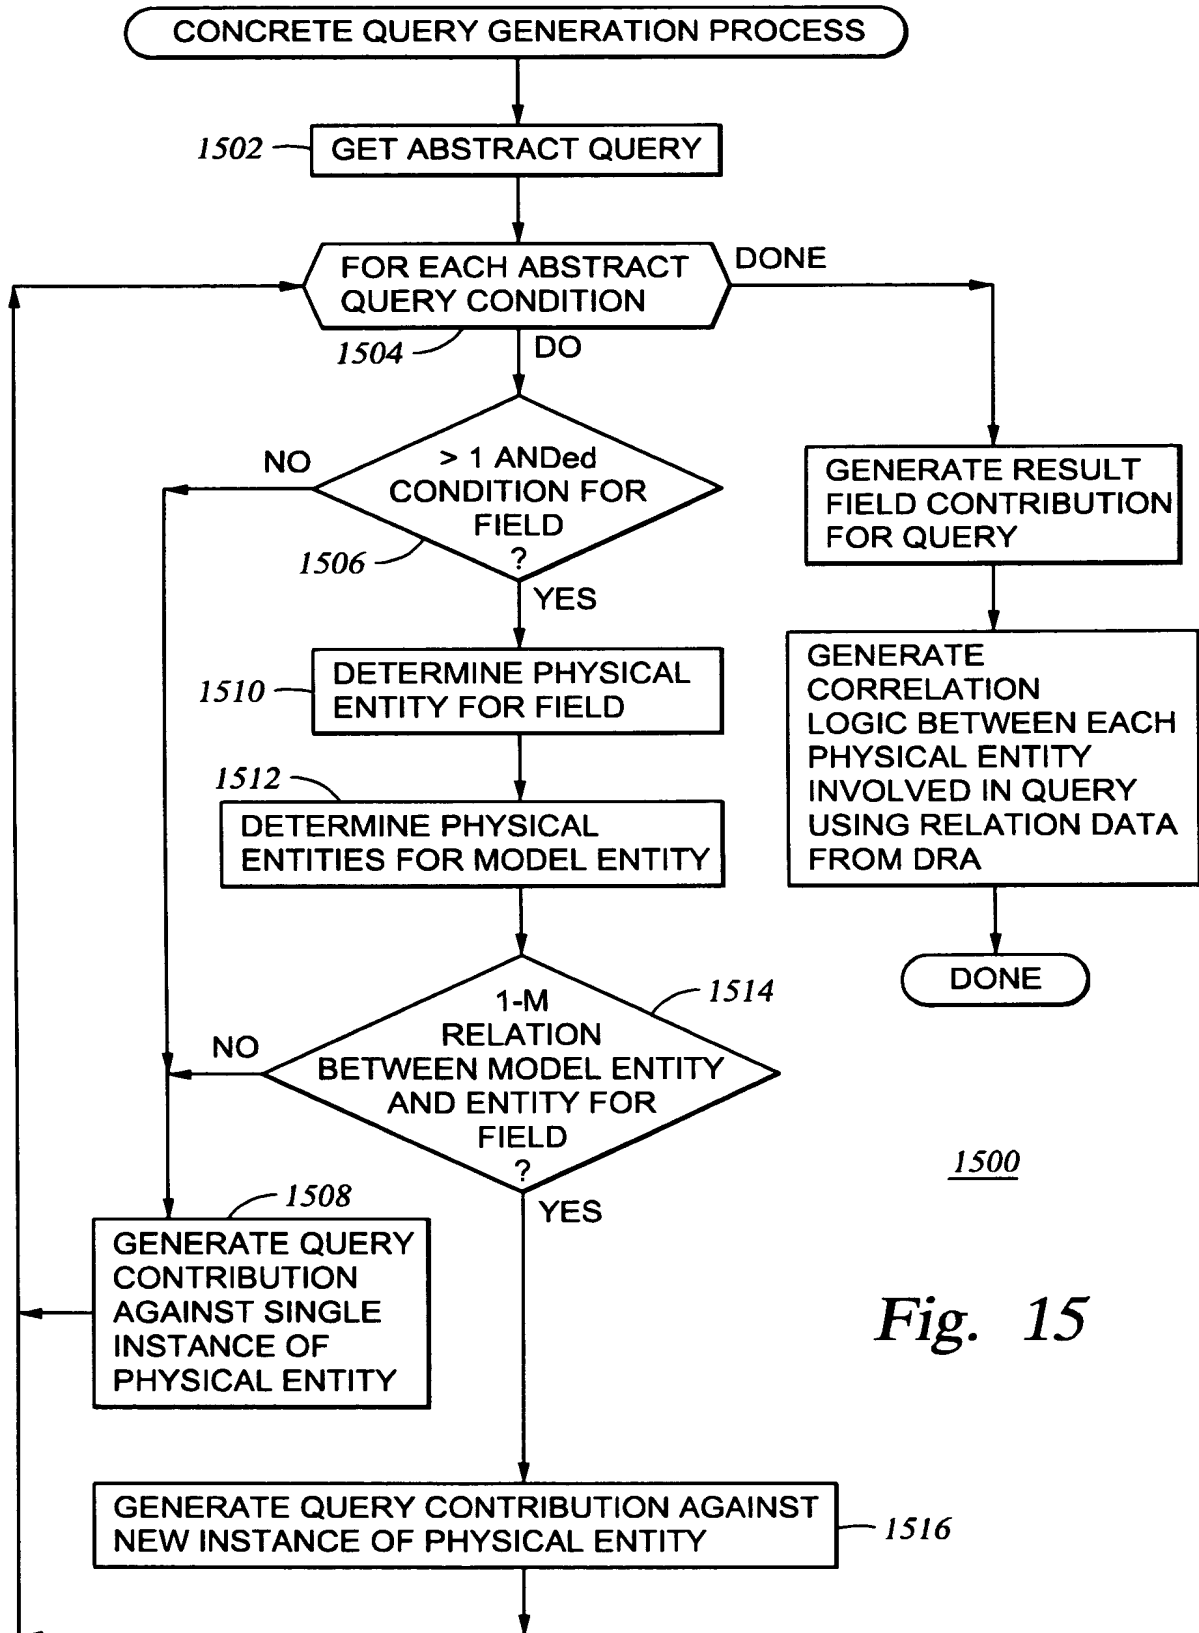 CONCRETE QUERY GENERATION PROCESS
1502
GET ABSTRACT QUERY
FOR EACH ABSTRACT
QUERY CONDITION
DONE
1504
DO
NO
> 1 ANDed
CONDITION FOR
FIELD
?
1506
YES
GENERATE RESULT
FIELD CONTRIBUTION
FOR QUERY
1510
DETERMINE PHYSICAL
ENTITY FOR FIELD
GENERATE
CORRELATION
LOGIC BETWEEN EACH
PHYSICAL ENTITY
INVOLVED IN QUERY
USING RELATION DATA
FROM DRA
1512
DETERMINE PHYSICAL
ENTITIES FOR MODEL ENTITY
DONE
1514
1-M
RELATION
BETWEEN MODEL ENTITY
AND ENTITY FOR
FIELD
?
NO
YES
1500
1508
GENERATE QUERY
CONTRIBUTION
AGAINST SINGLE
INSTANCE OF
PHYSICAL ENTITY
Fig. 15
GENERATE QUERY CONTRIBUTION AGAINST
NEW INSTANCE OF PHYSICAL ENTITY
1516